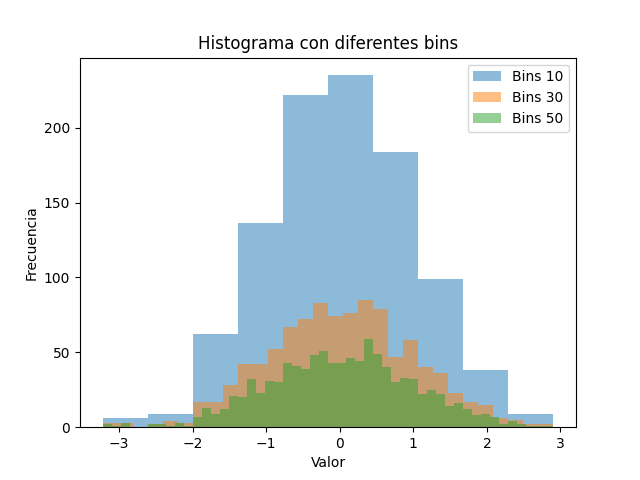 Histograma con diferentes bins
Bins 10
Bins 30
Bins 50
Frecuencia
200
150
100
50
0
−3
−2
−1
0
1
2
3
Valor